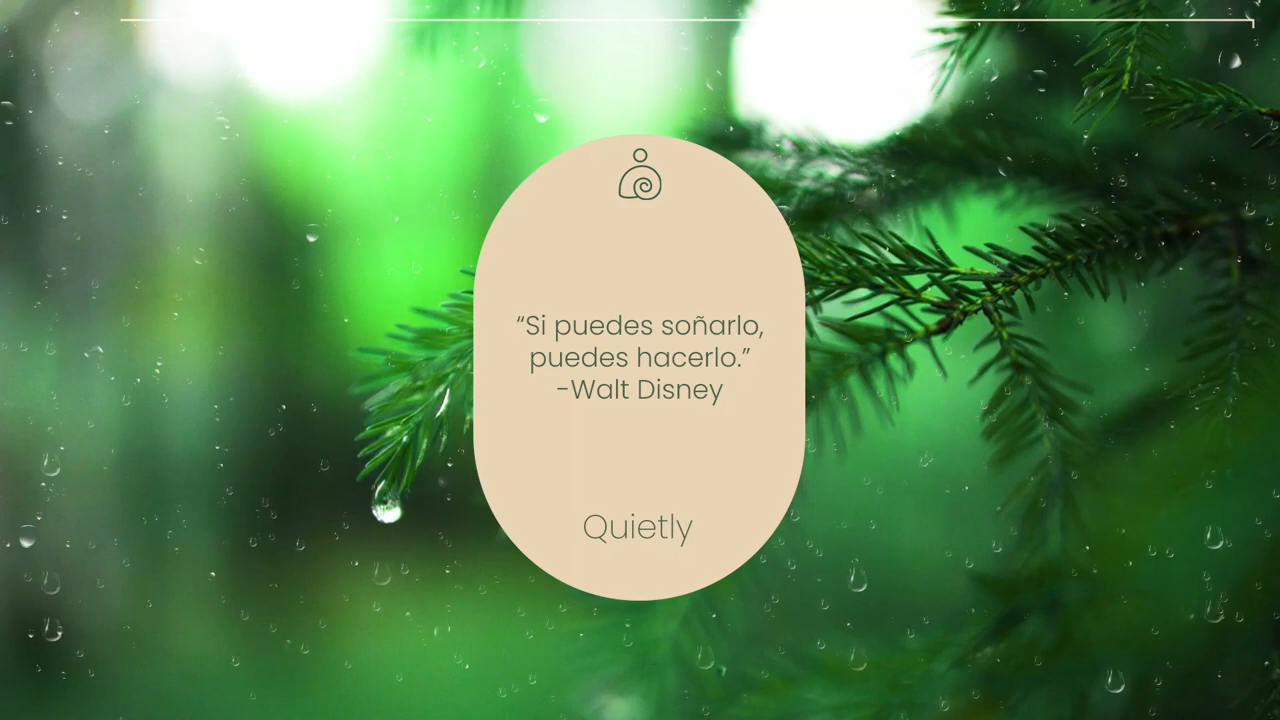 “Si puedes soñarlo,
puedes hacerlo.”
-Walt Disney
Quietly